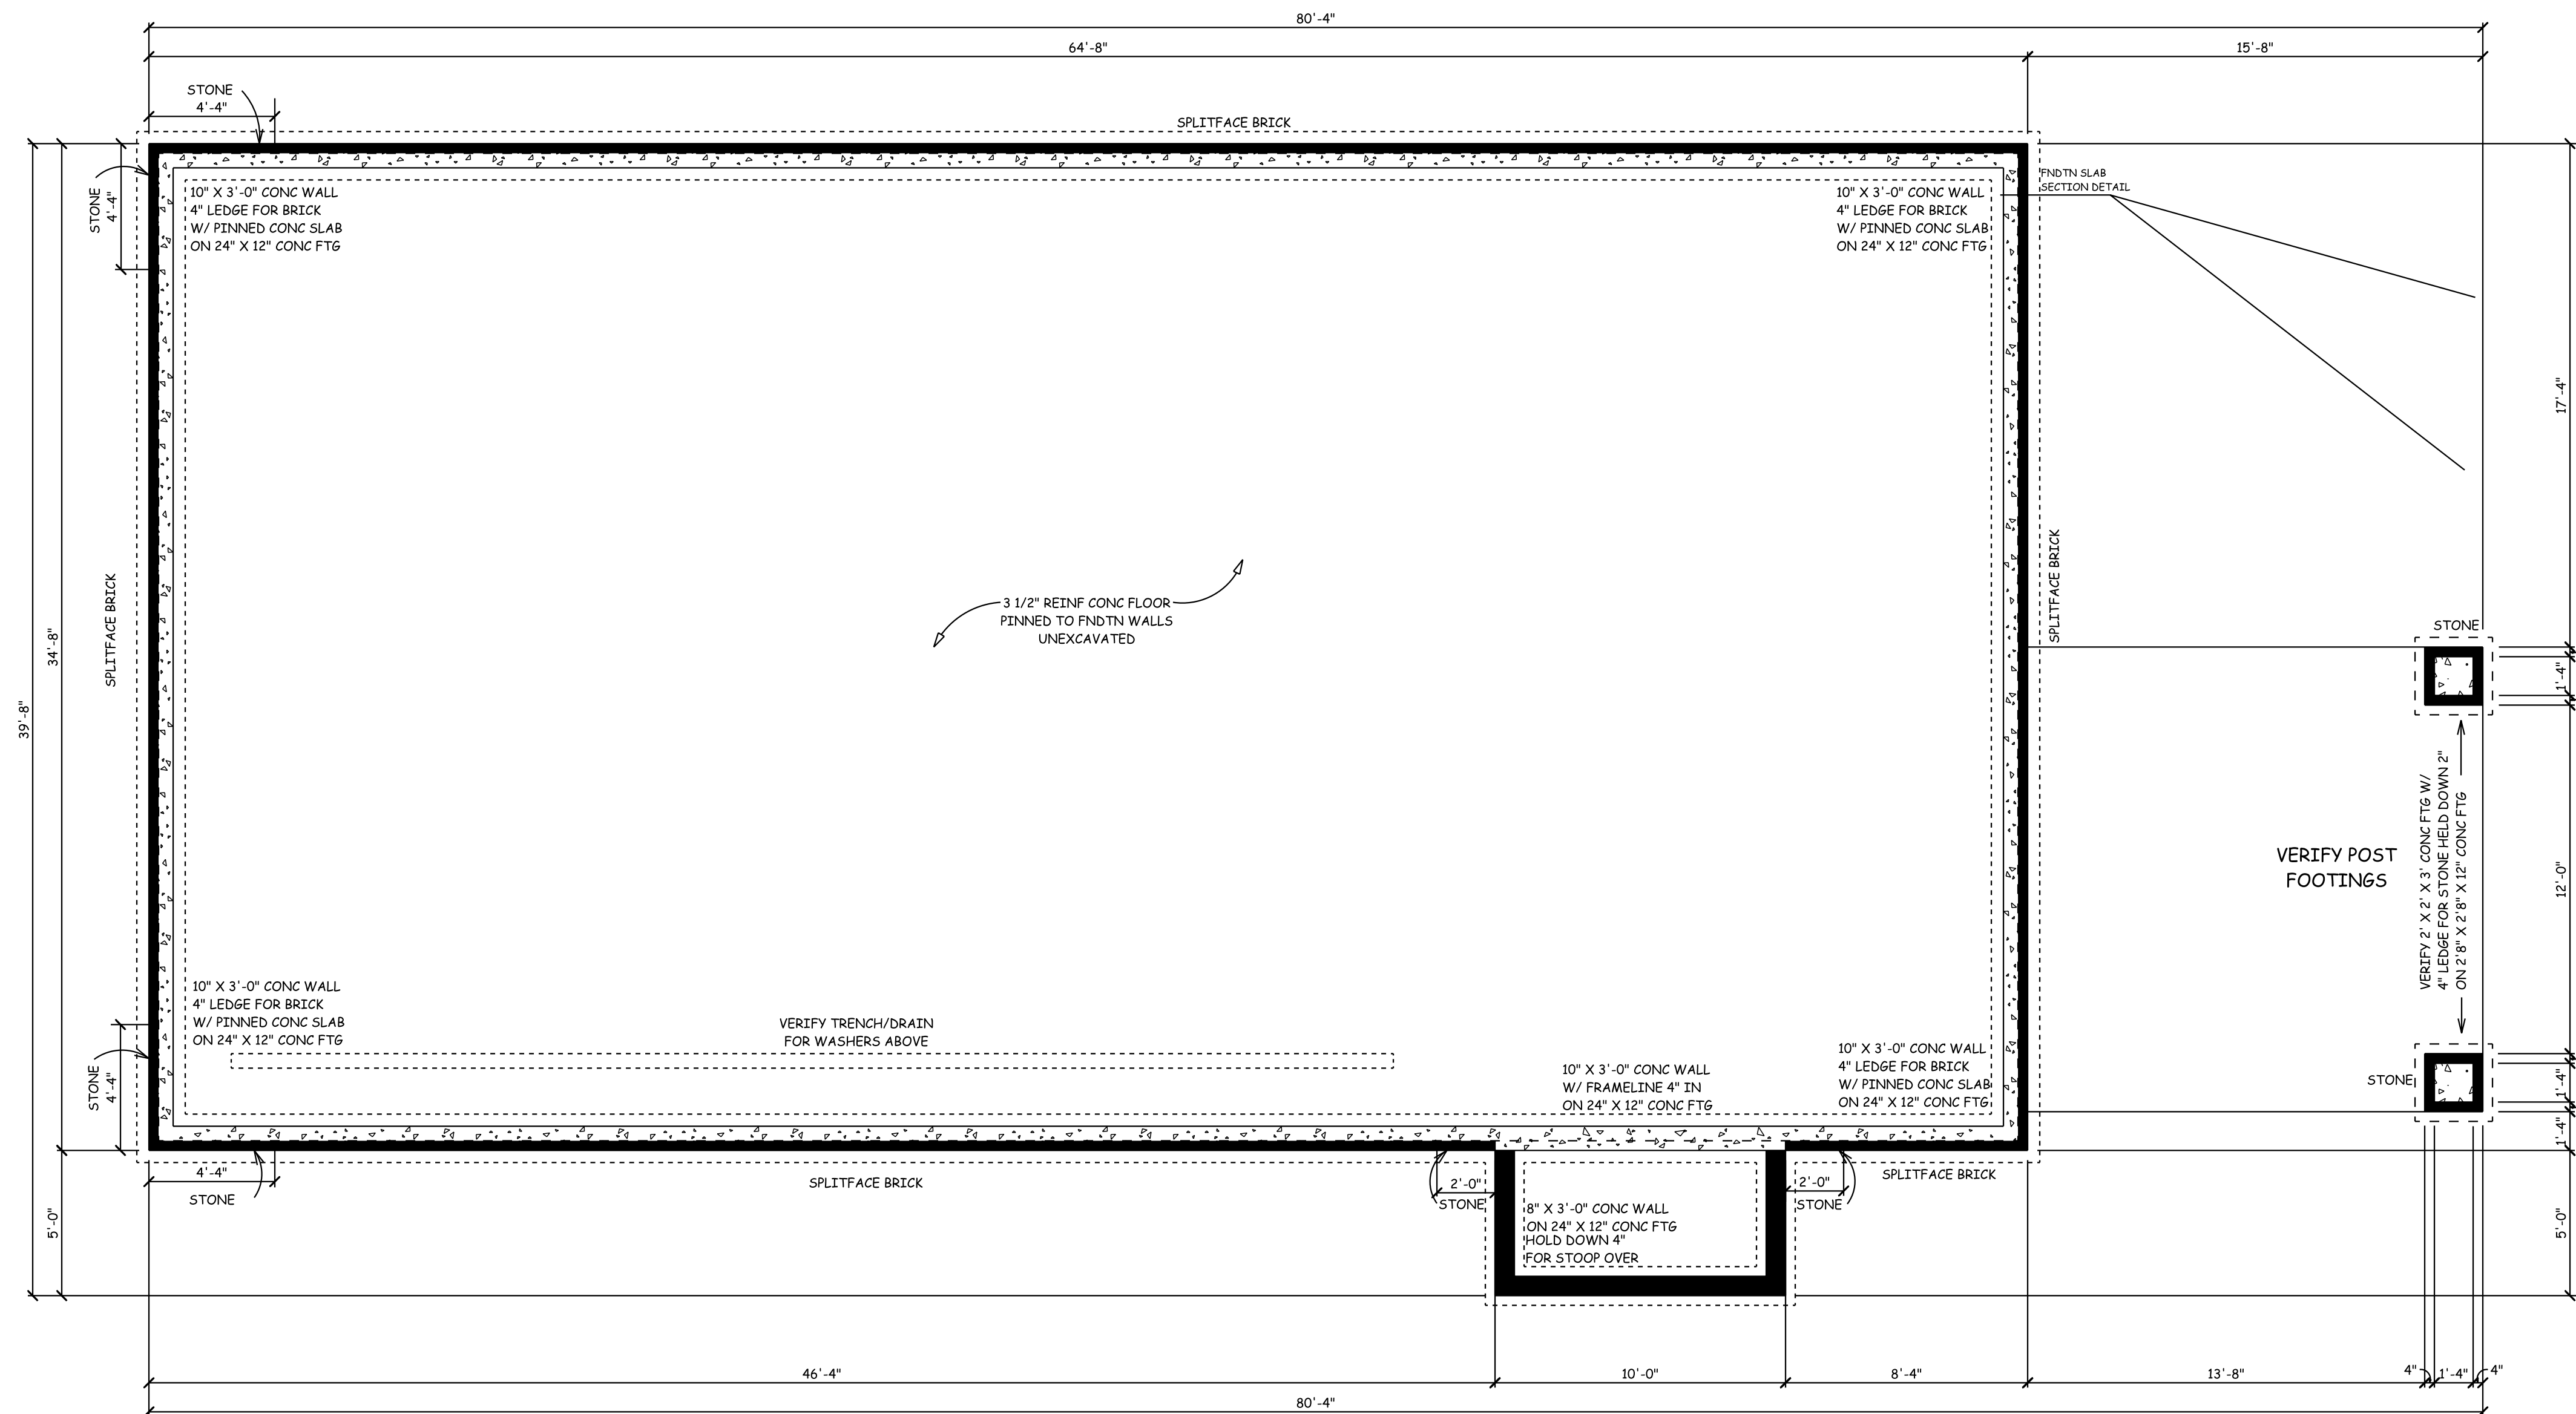 80'-4"
64'-8"
15'-8"
STONE
4'-4"
SPLITFACE BRICK
STONE
4'-4"
10" X 3'-0" CONC WALL
4" LEDGE FOR BRICK
W/ PINNED CONC SLAB
ON 24" X 12" CONC FTG
10" X 3'-0" CONC WALL
4" LEDGE FOR BRICK
W/ PINNED CONC SLAB
ON 24" X 12" CONC FTG
FNDTN SLAB
SECTION DETAIL
17'-4"
SPLITFACE BRICK
34'-8"
39'-8"
3 1/2" REINF CONC FLOOR
PINNED TO FNDTN WALLS
UNEXCAVATED
SPLITFACE BRICK
STONE
1'-4"
VERIFY POST
FOOTINGS
VERIFY 2' X 2' X 3' CONC FTG W/
4" LEDGE FOR STONE HELD DOWN 2"
ON 2'8" X 2'8" X 12" CONC FTG
12'-0"
10" X 3'-0" CONC WALL
4" LEDGE FOR BRICK
W/ PINNED CONC SLAB
ON 24" X 12" CONC FTG
VERIFY TRENCH/DRAIN
FOR WASHERS ABOVE
10" X 3'-0" CONC WALL
W/ FRAMELINE 4" IN
ON 24" X 12" CONC FTG
10" X 3'-0" CONC WALL
4" LEDGE FOR BRICK
W/ PINNED CONC SLAB
ON 24" X 12" CONC FTG
STONE
1'-4"
1'-4"
STONE
4'-4"
4'-4"
STONE
SPLITFACE BRICK
2'-0"
STONE
8" X 3'-0" CONC WALL
ON 24" X 12" CONC FTG
HOLD DOWN 4"
FOR STOOP OVER
2'-0"
STONE
SPLITFACE BRICK
5'-0"
5'-0"
46'-4"
10'-0"
8'-4"
13'-8"
4"
1'-4"
4"
80'-4"